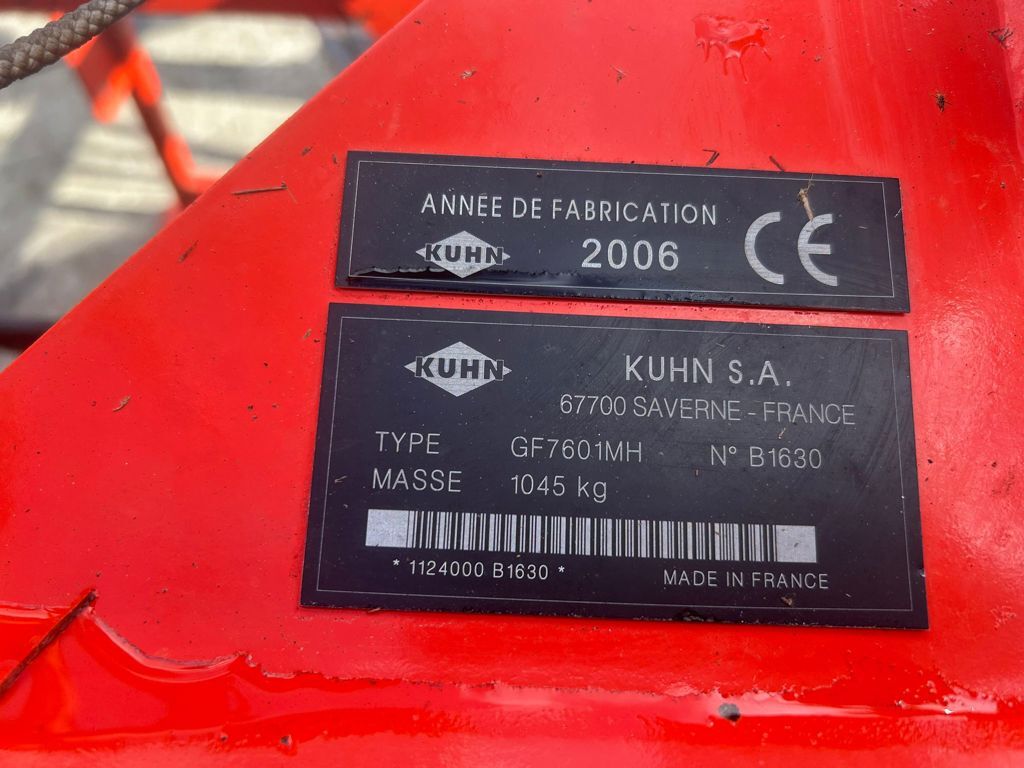 ANNÉE DE FABRICATION
KUHN 2006 CE
KUHN KUHN S.A.
67700 SAVERNE - FRANCE
TYPE GF7601MH N° B1630
MASSE 1045 kg
* 1124000 B1630 * MADE IN FRANCE